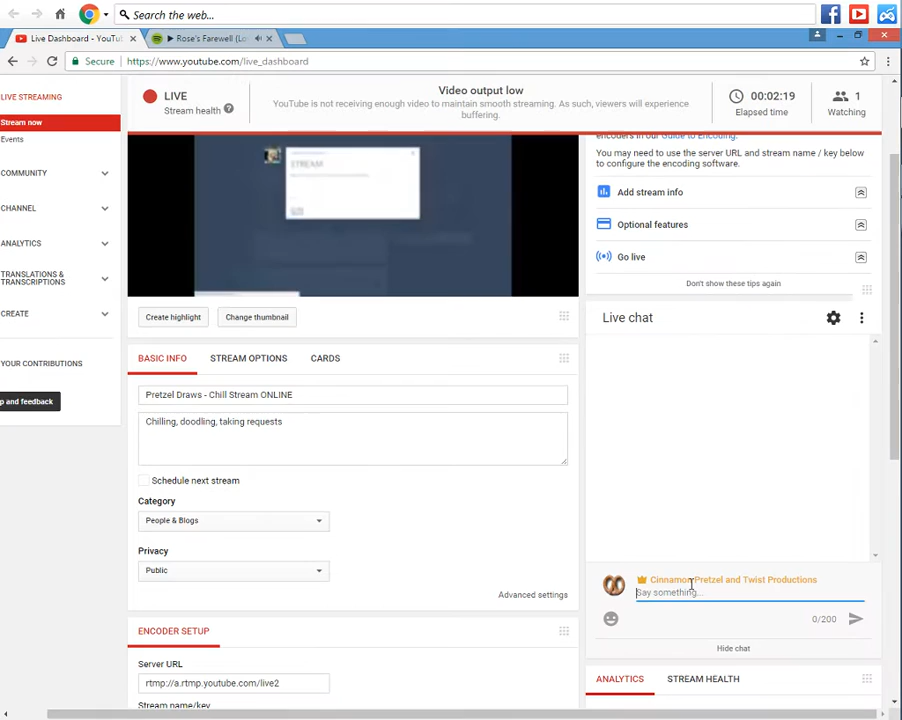 Search the web...
Live Dashboard - YouTu
Rose's Farewell (Lo
Secure
https://www.youtube.com/live_dashboard
LIVE STREAMING
Stream now
Events
COMMUNITY
CHANNEL
ANALYTICS
TRANSLATIONS &
TRANSCRIPTIONS
CREATE
YOUR CONTRIBUTIONS
p and feedback
LIVE
Stream health
Video output low
YouTube is not receiving enough video to maintain smooth streaming. As such, viewers will experience
buffering.
00:02:19
Elapsed time
1
Watching
STREAM
Create highlight
Change thumbnail
BASIC INFO
STREAM OPTIONS
CARDS
Pretzel Draws - Chill Stream ONLINE
Chilling, doodling, taking requests
Schedule next stream
Category
People & Blogs
Privacy
Public
Advanced settings
ENCODER SETUP
Server URL
rtmp://a.rtmp.youtube.com/live2
Stream name/key
encoders in our Guide to Encoding.
You may need to use the server URL and stream name / key below
to configure the encoding software.
Add stream info
Optional features
Go live
Don't show these tips again
Live chat
Cinnamon Pretzel and Twist Productions
Say something...
0/200
Hide chat
ANALYTICS
STREAM HEALTH